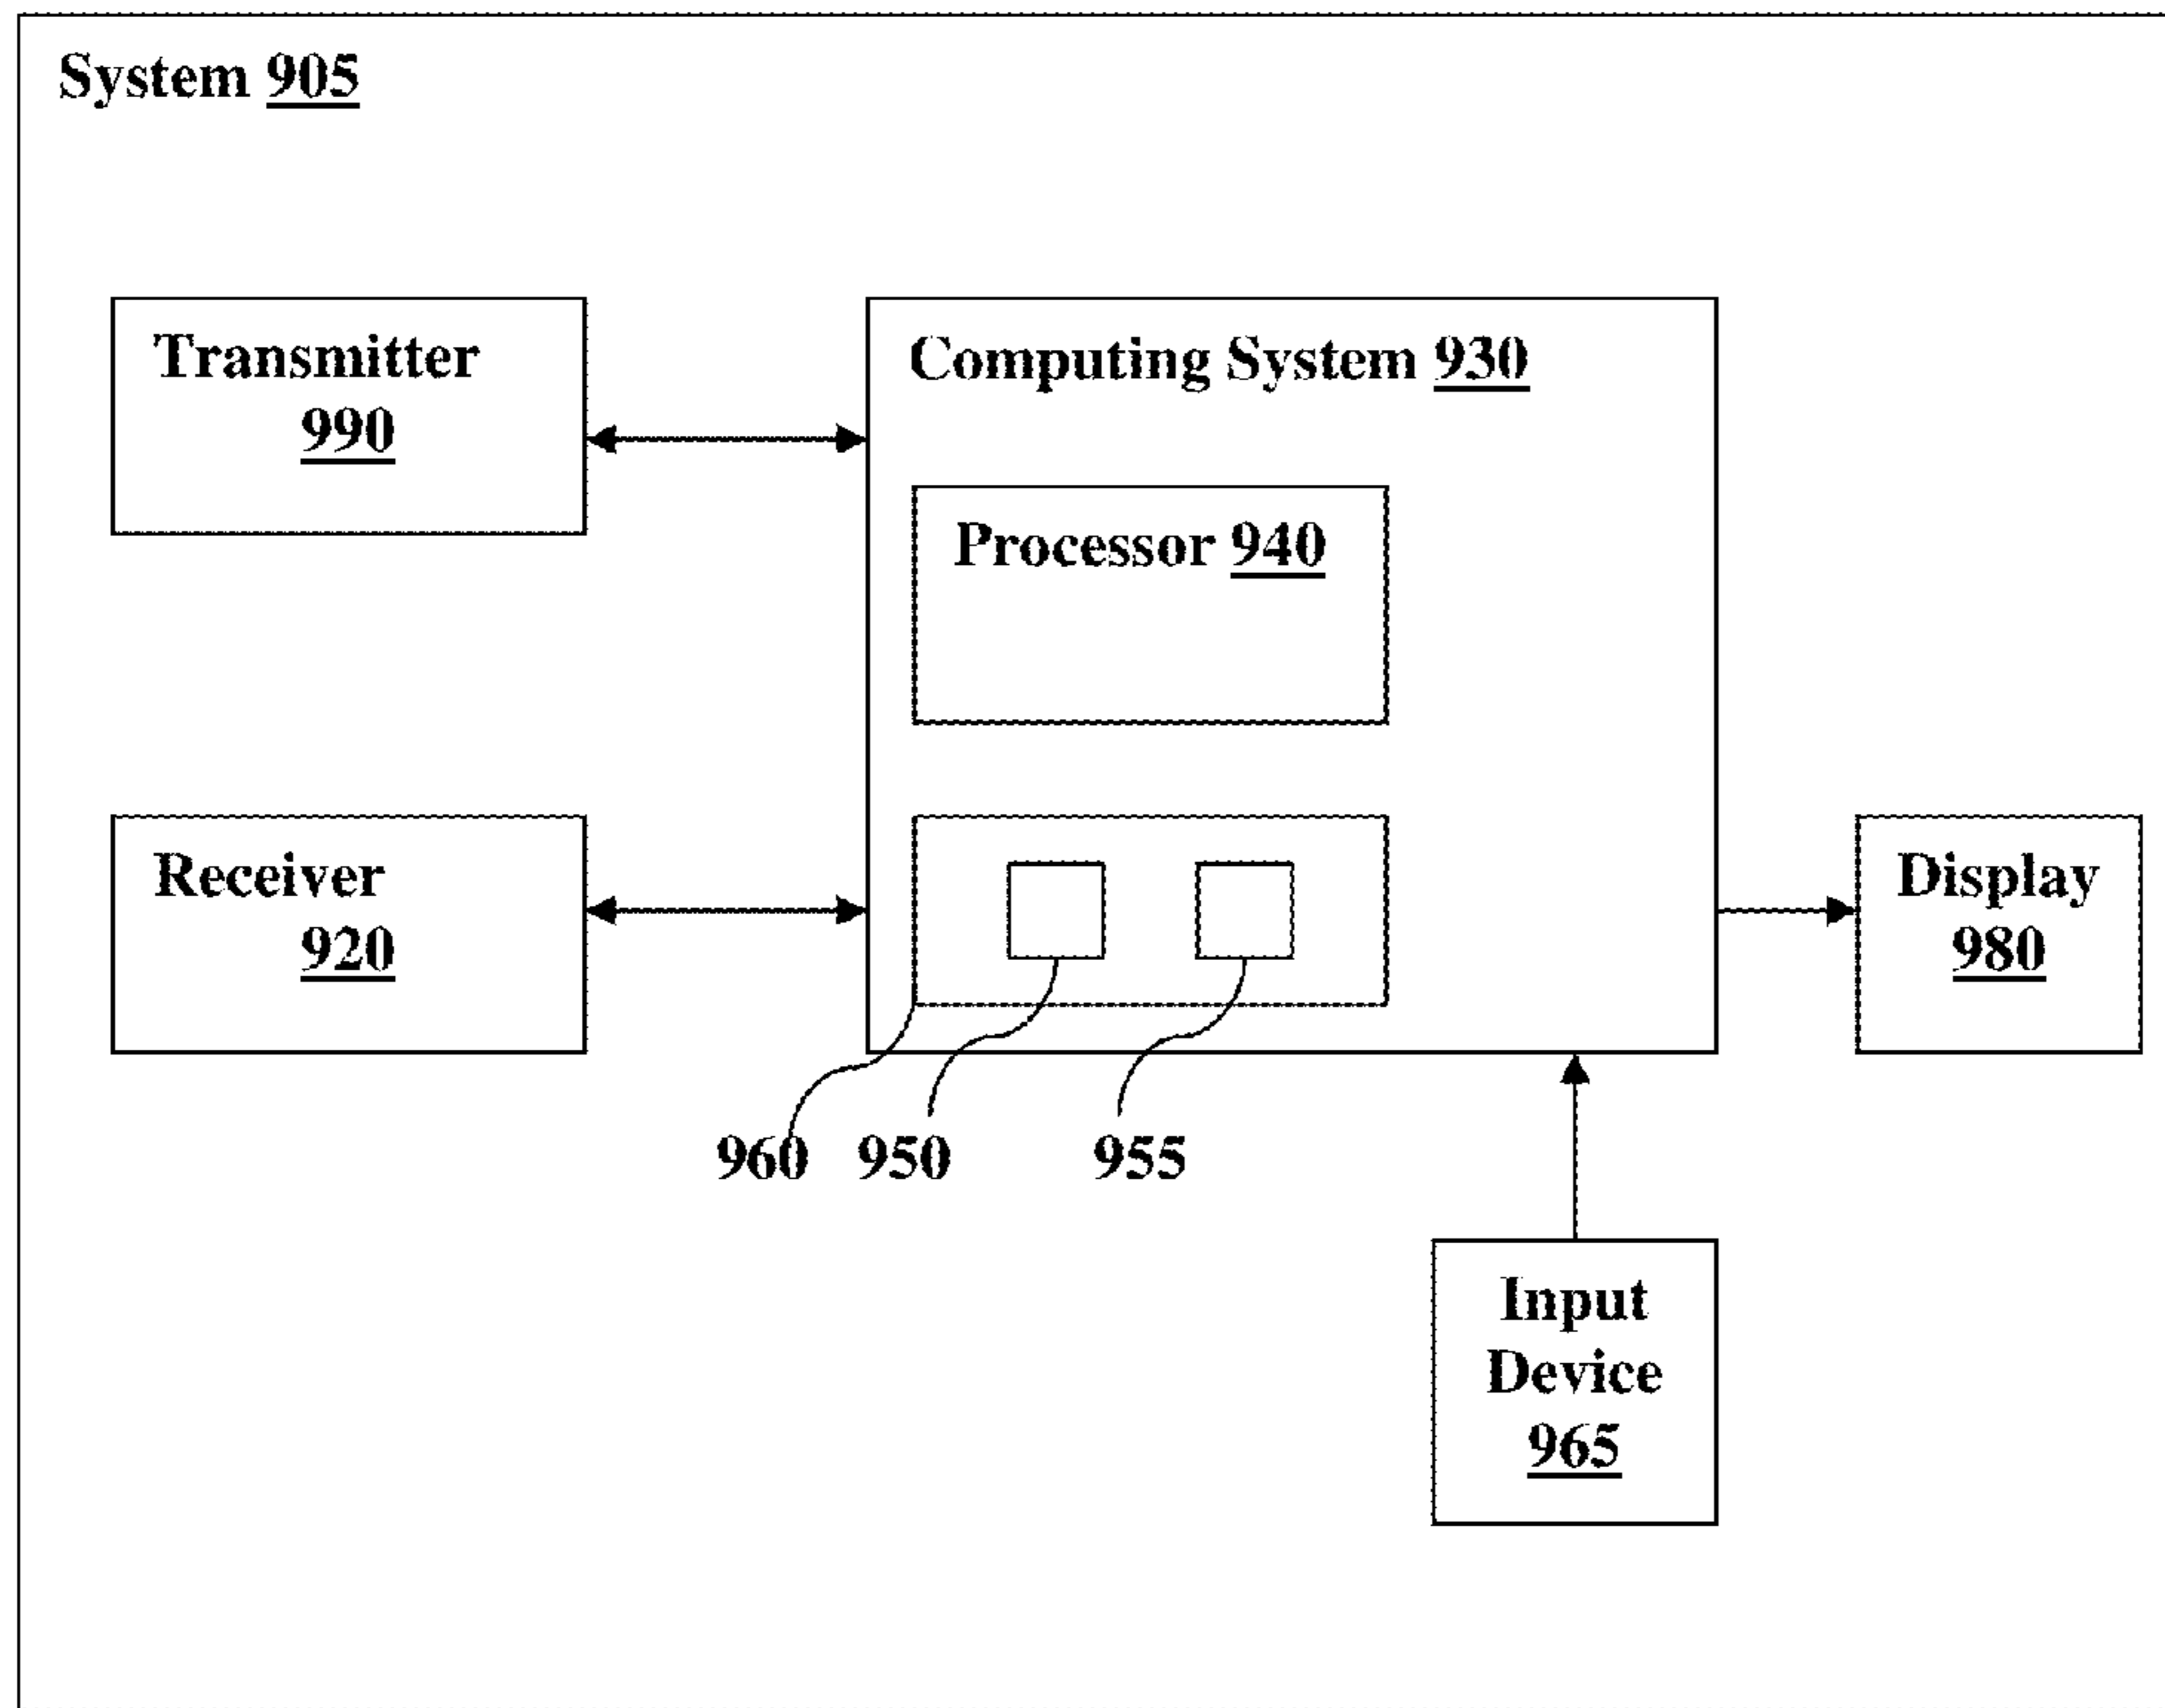 System 905
Transmitter
990
Computing System 930
Processor 940
Receiver
920
Display
980
960 950 955
Input
Device
965